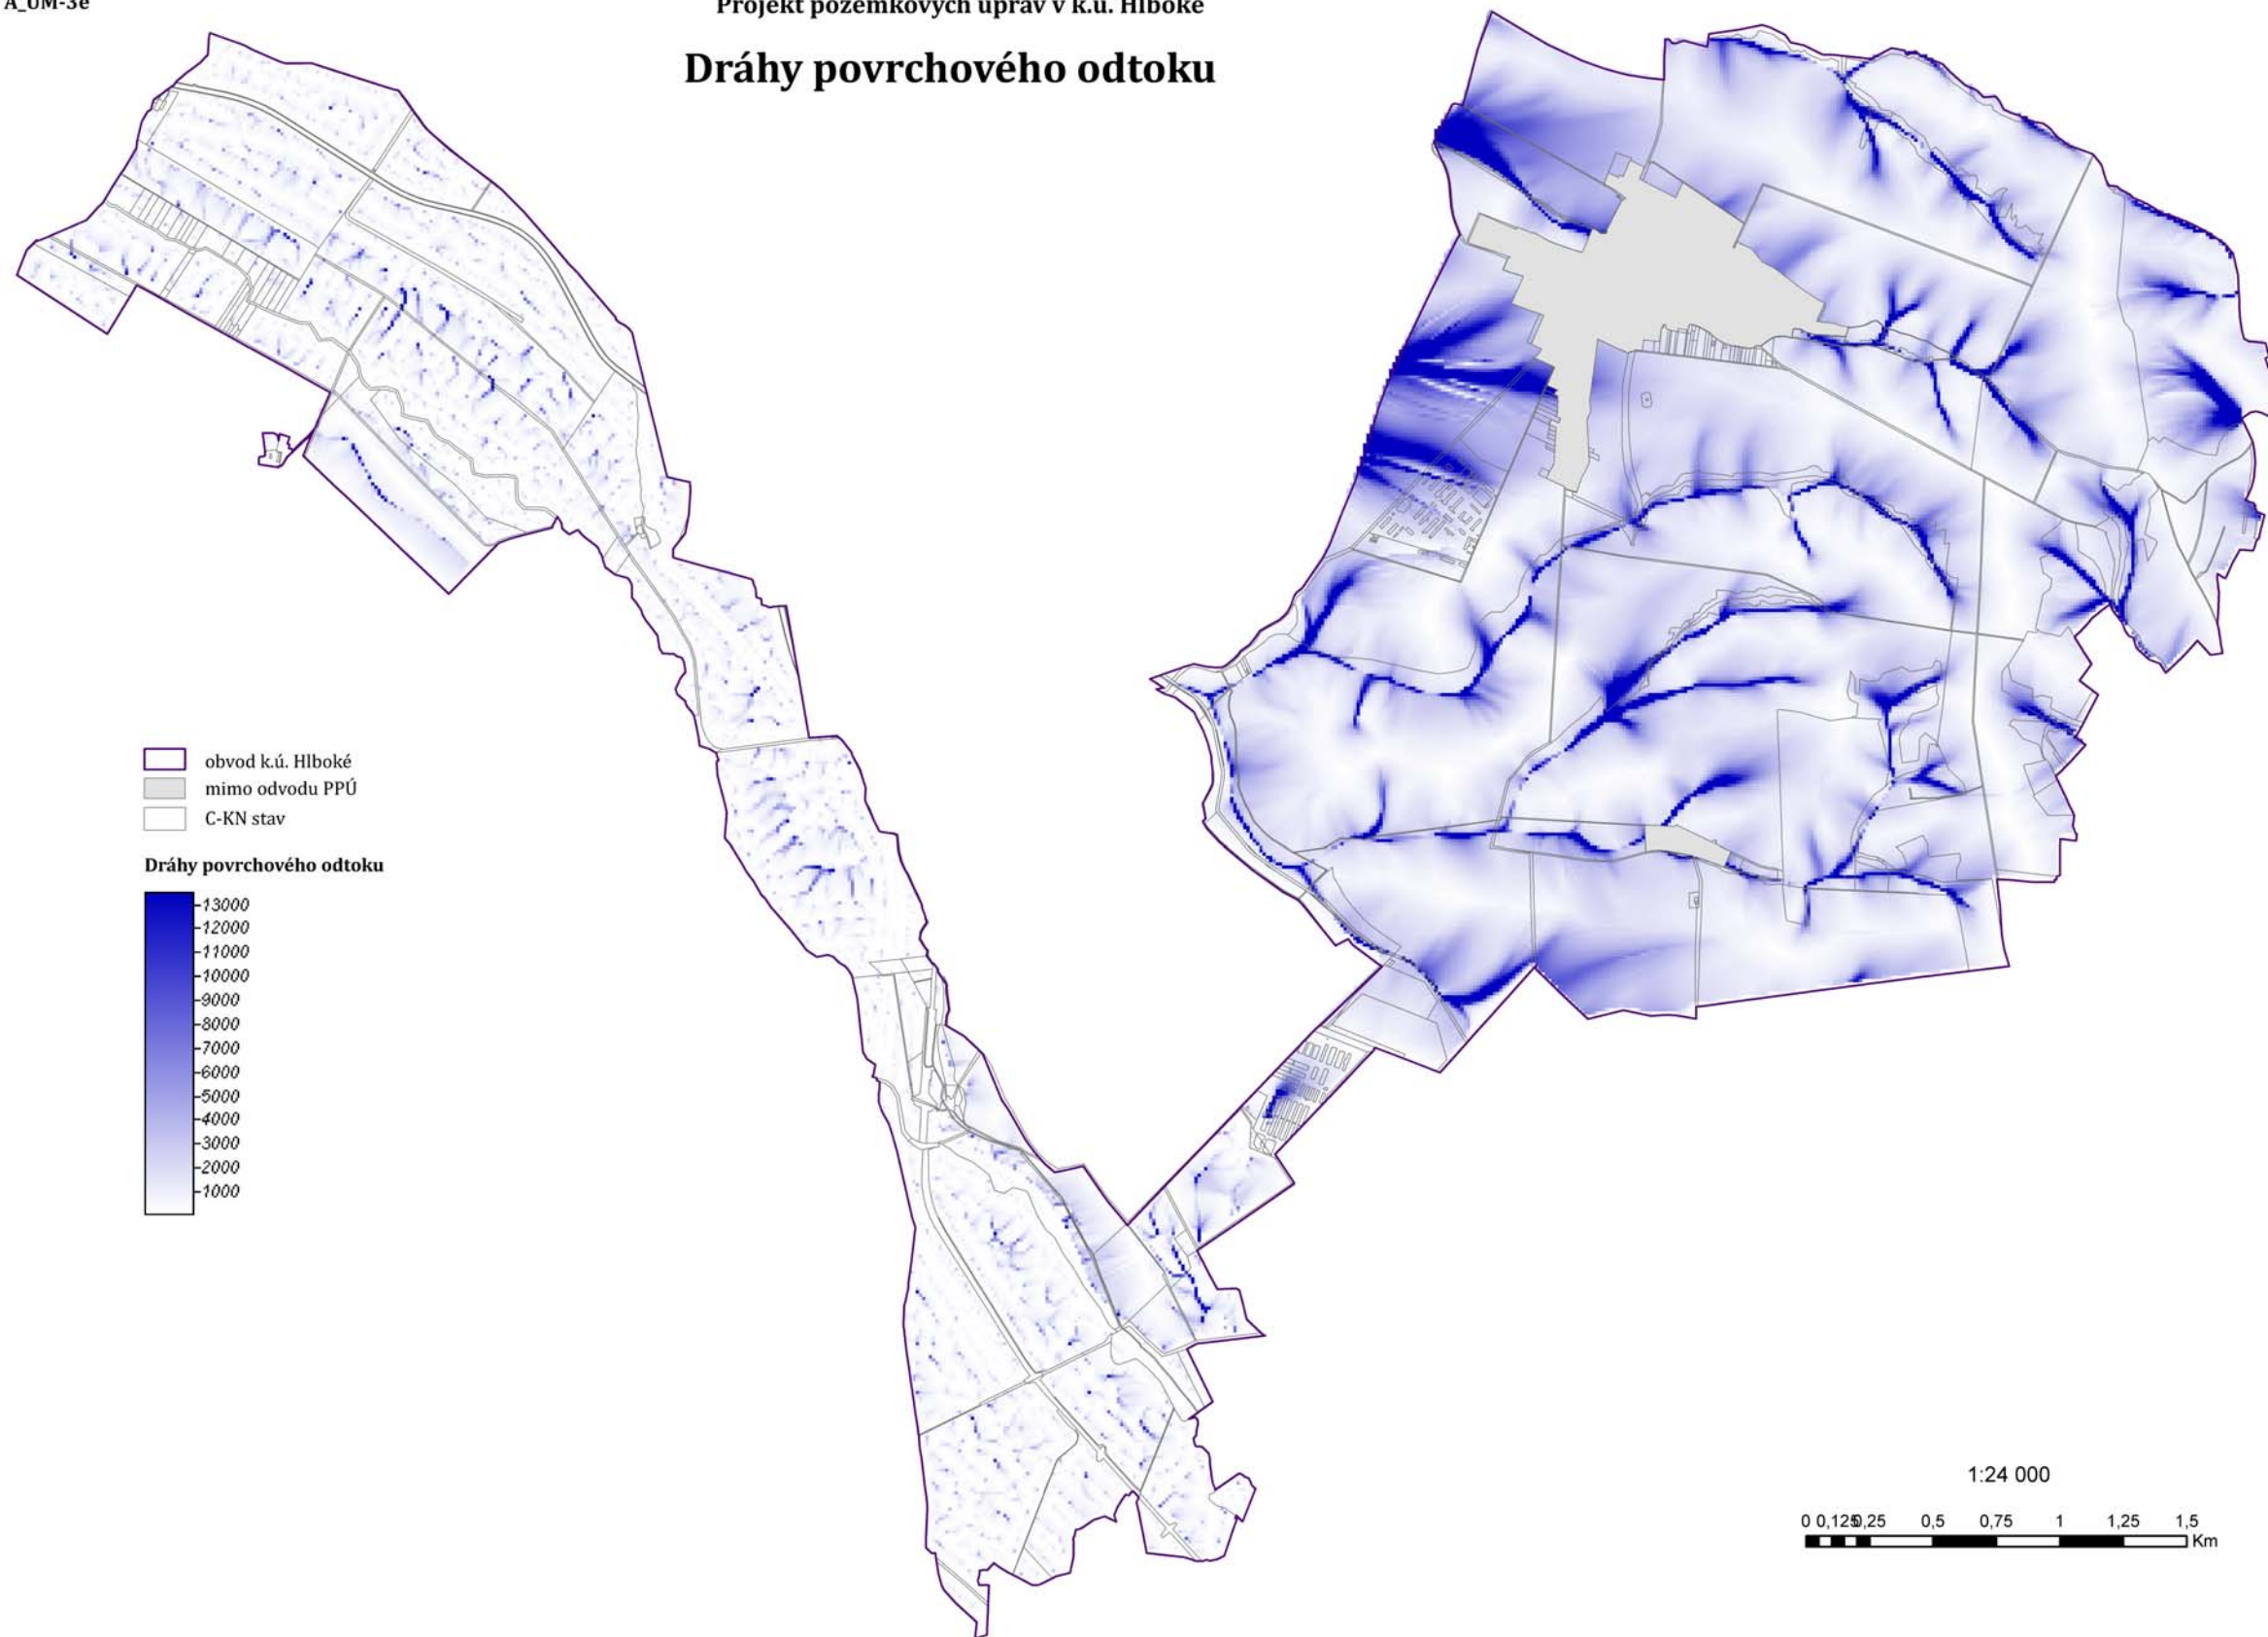 A_ÚM-3e
Projekt pozemkových úprav v k.ú. Hlboké
Dráhy povrchového odtoku
obvod k.ú. Hlboké
mimo odvodu PPÚ
C-KN stav
Dráhy povrchového odtoku
13000
12000
11000
10000
9000
8000
7000
6000
5000
4000
3000
2000
1000
1:24 000
0 0,125 0,25 0,5 0,75 1 1,25 1,5
Km